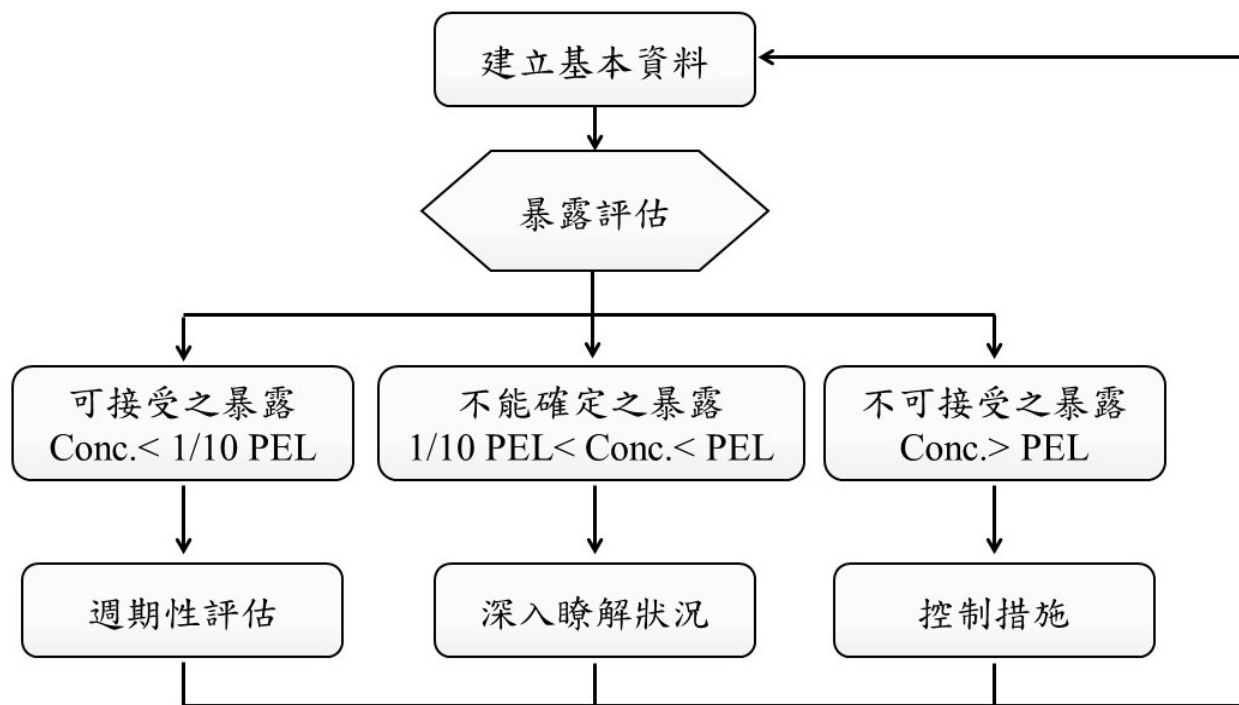 建立基本資料
暴露評估
可接受之暴露
Conc.< 1/10 PEL
不能確定之暴露
1/10 PEL< Conc.< PEL
不可接受之暴露
Conc.> PEL
週期性評估
深入瞭解狀況
控制措施